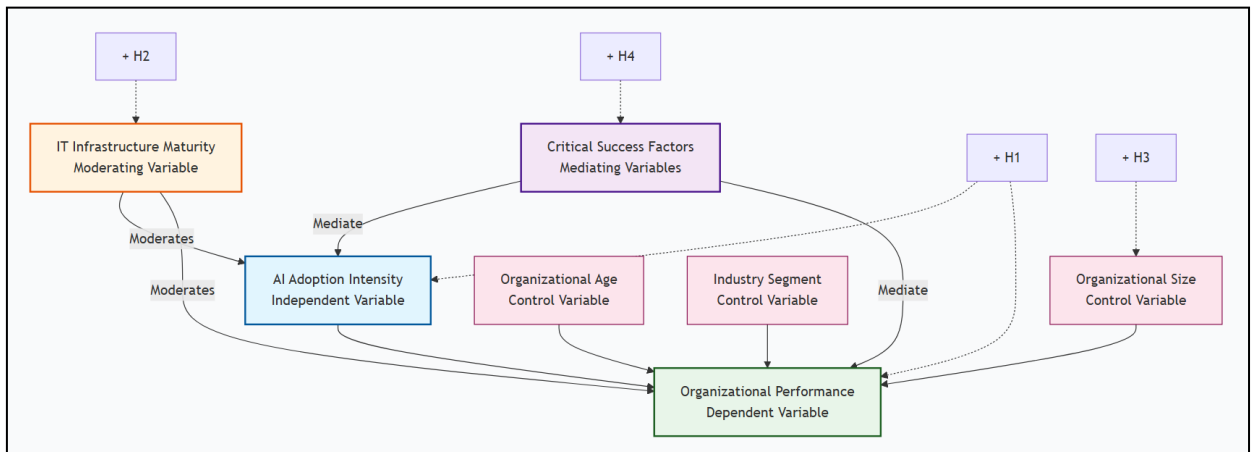 + H2
+ H4
IT Infrastructure Maturity
Moderating Variable
Critical Success Factors
Mediating Variables
+ H1
+ H3
Mediate
Moderates
AI Adoption Intensity
Independent Variable
Organizational Age
Control Variable
Industry Segment
Control Variable
Organizational Size
Control Variable
Moderates
Mediate
Organizational Performance
Dependent Variable